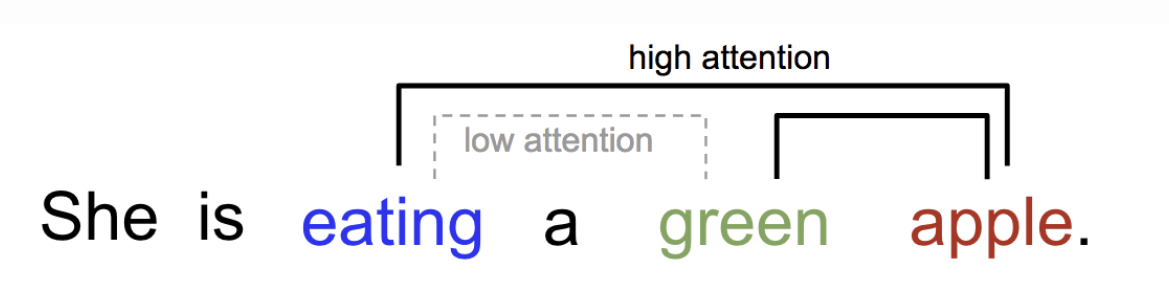 high attention
low attention
She is eating a green apple.